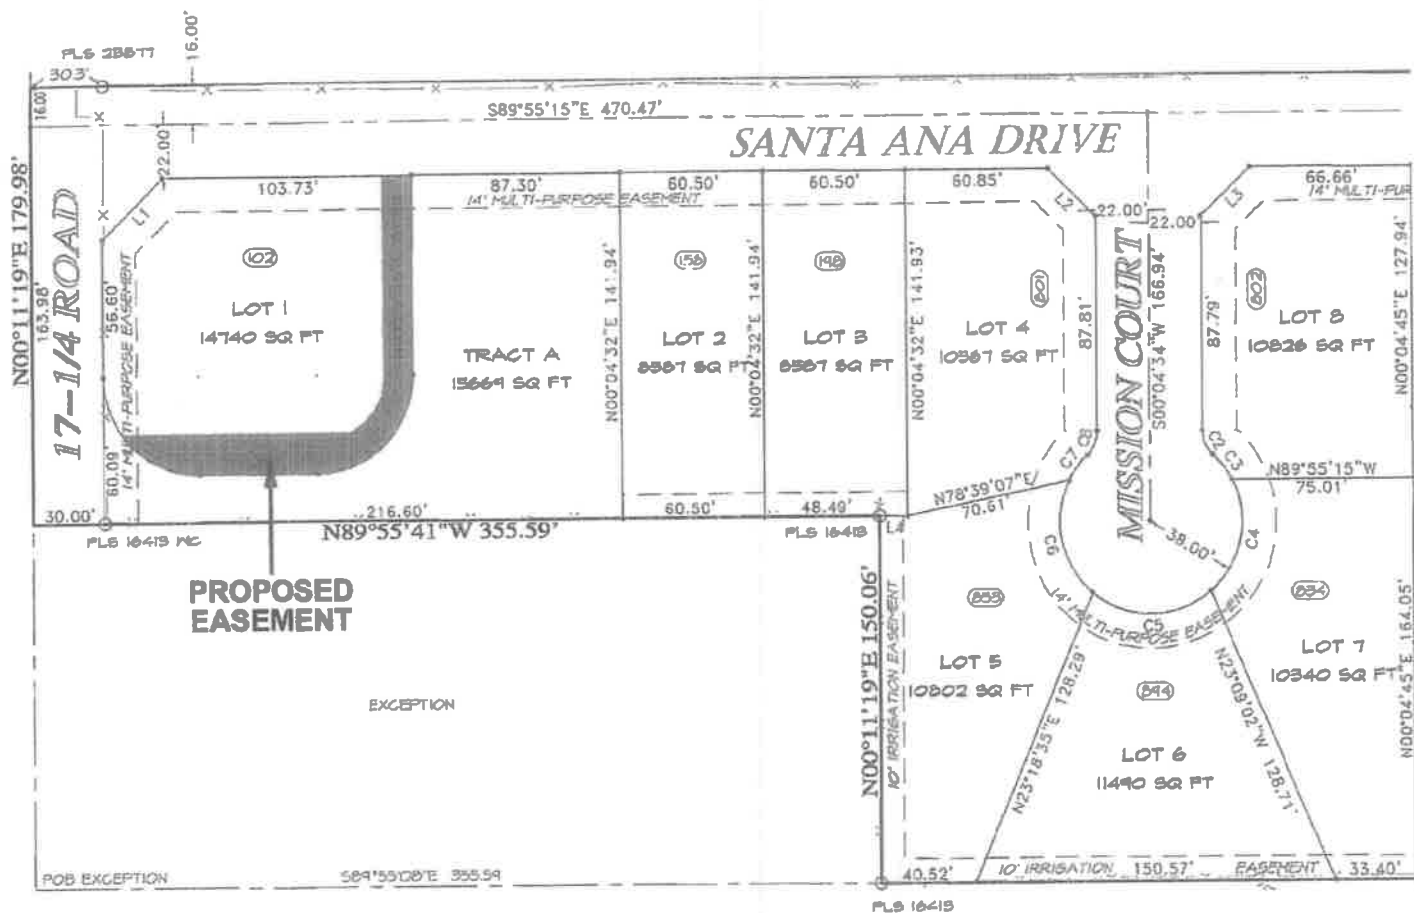 PLS 23877
303'
16.00'
16.00
S89°55'15"E 470.47'
SANTA ANA DRIVE
22.00'
103.73'
87.30'
60.50'
60.50'
60.85'
66.66'
14' MULTI-PURPOSE EASEMENT
14' MULTI-PUR
L1
L2
L3
22.00'
22.00'
N00°11'19"E 179.98'
163.98'
17-1/4 ROAD
56.60'
14' MULTI-PURPOSE EASEMENT
60.09'
102
LOT 1
14740 SQ FT
TRACT A
15669 SQ FT
N00°04'32"E 141.94'
158
LOT 2
8587 SQ FT
N00°04'32"E 141.94'
198
LOT 3
8587 SQ FT
N00°04'32"E 141.93'
801
LOT 4
10367 SQ FT
87.81'
MISSION COURT
S00°04'34"W 166.94'
87.79'
802
LOT 8
10826 SQ FT
N00°04'45"E 127.94'
C7 C8
C2
C3
N89°55'15"W
75.01'
N78°39'07"E
70.61'
30.00'
216.60'
60.50'
48.49'
L4
N89°55'41"W 355.59'
PLS 16413 WC
PLS 16413
C6
38.00'
C4
C5
14' MULTI-PURPOSE EASEMENT
PROPOSED
EASEMENT
N00°11'19"E 150.06'
10' IRRIGATION EASEMENT
LOT 5
10802 SQ FT
N23°18'35"E 128.29'
894
LOT 6
11490 SQ FT
N23°09'02"W 128.71'
834
LOT 7
10340 SQ FT
N00°04'45"E 164.05'
EXCEPTION
POB EXCEPTION
S89°55'08"E 355.59
40.52'
10' IRRIGATION
150.57'
EASEMENT
33.40'
PLS 16413